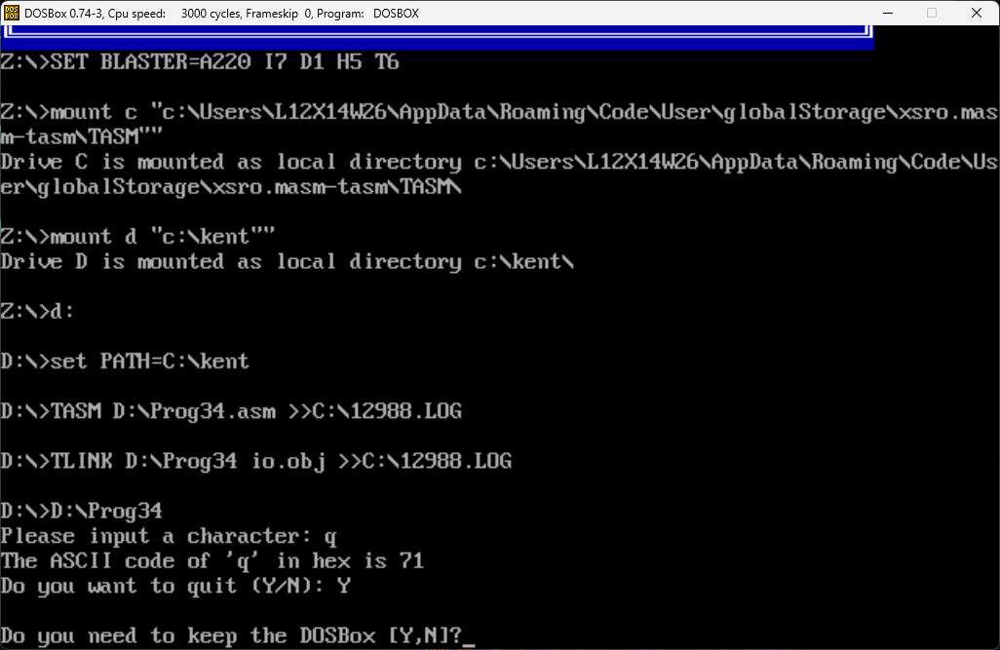 DOSBox 0.74-3, Cpu speed: 3000 cycles, Frameskip 0, Program: DOSBOX
Z:\>SET BLASTER=A220 I7 D1 H5 T6
Z:\>mount c "c:\Users\L12X14W26\AppData\Roaming\Code\User\globalStorage\xsro.mas
m-tasm\TASM""
Drive C is mounted as local directory c:\Users\L12X14W26\AppData\Roaming\Code\Us
er\globalStorage\xsro.masm-tasm\TASM\
Z:\>mount d "c:\kent""
Drive D is mounted as local directory c:\kent\
Z:\>d:
D:\>set PATH=C:\kent
D:\>TASM D:\Prog34.asm >>C:\12988.LOG
D:\>TLINK D:\Prog34 io.obj >>C:\12988.LOG
D:\>D:\Prog34
Please input a character: q
The ASCII code of 'q' in hex is 71
Do you want to quit (Y/N): Y
Do you need to keep the DOSBox [Y,N]?_